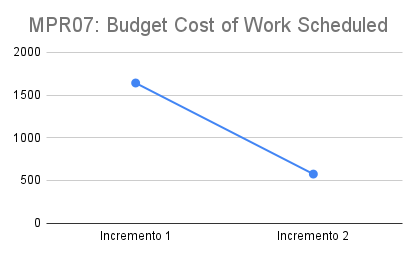 MPR07: Budget Cost of Work Scheduled
2000
1500
1000
500
0
Incremento 1
Incremento 2